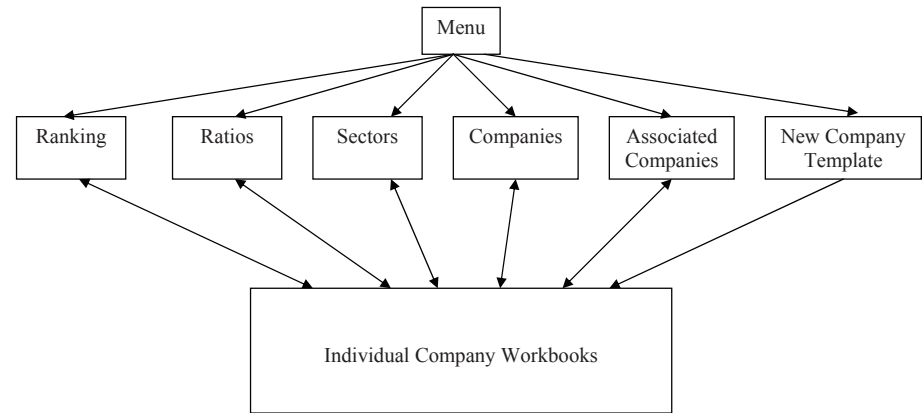 Menu
Ranking
Ratios
Sectors
Companies
Associated
Companies
New Company
Template
Individual Company Workbooks